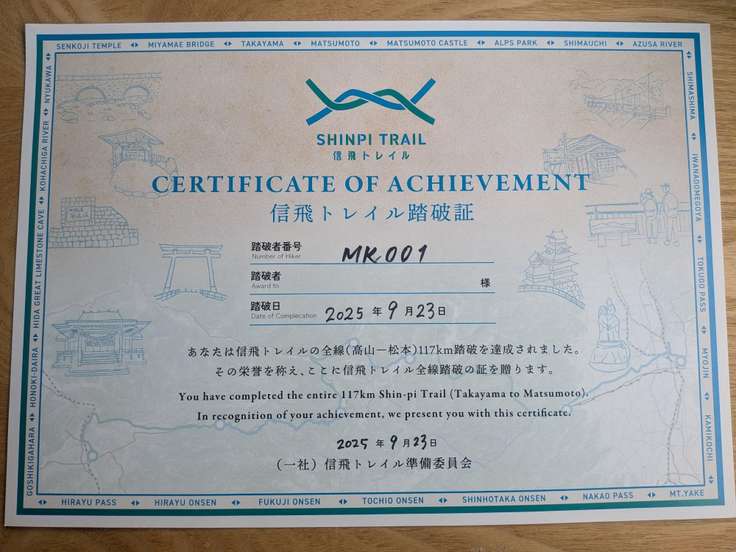 SENKOJI TEMPLE MIYAMAE BRIDGE TAKAYAMA MATSUMOTO MATSUMOTO CASTLE ALPS PARK SHIMAUCHI AZUSA RIVER
SHIMASHIMA IWANADOMEGOYA TOKUGO PASS MYOJIN KAMIKOCHI
SHINPI TRAIL
信飛トレイル
CERTIFICATE OF ACHIEVEMENT
信飛トレイル踏破証
踏破者番号 MK001
Number of Hiker
踏破者 様
Award to
踏破日 2025 年 9 月 23 日
Date of Complecation
あなたは信飛トレイルの全線(高山ー松本)117km踏破を達成されました。
その栄誉を称え、ここに信飛トレイル全線踏破の証を贈ります。
You have completed the entire 117km Shin-pi Trail (Takayama to Matsumoto).
In recognition of your achievement, we present you with this certificate.
2025 年 9 月 23 日
(一社)信飛トレイル準備委員会
GOSHIKIGAHARA HONOKI-DAIRA HIDA GREAT LIMESTONE CAVE KOHACHIGA RIVER NYUKAWA
HIRAYU PASS HIRAYU ONSEN FUKUJI ONSEN TOCHIO ONSEN SHINHOTAKA ONSEN NAKAO PASS MT.YAKE